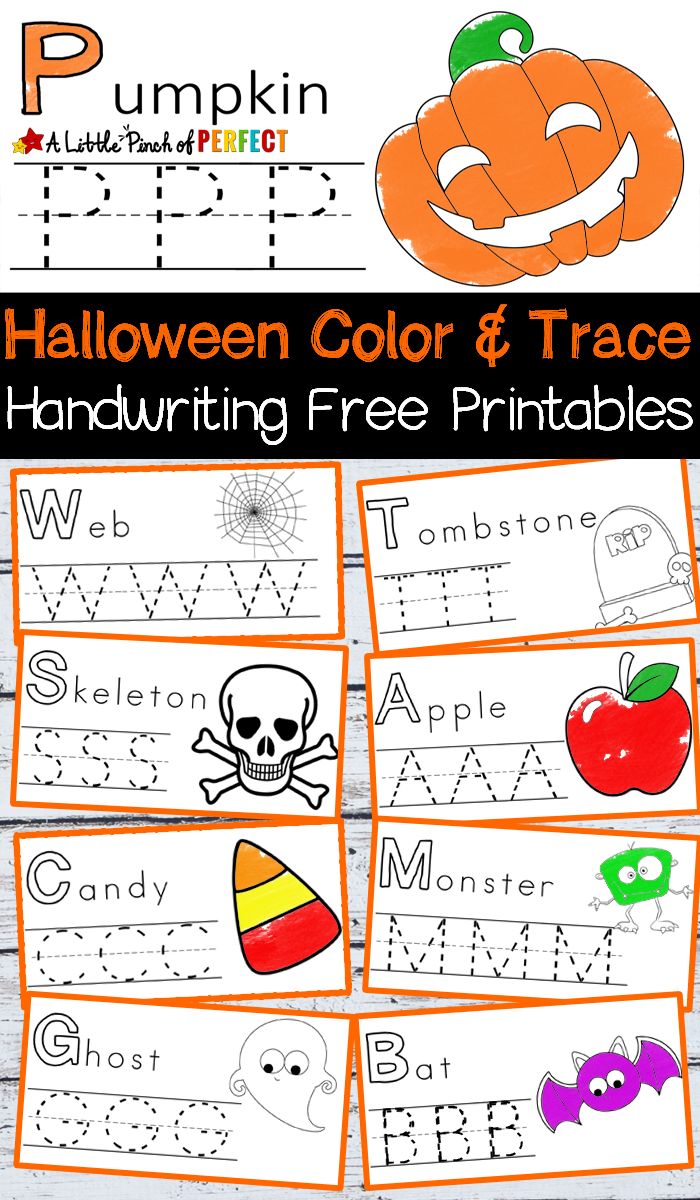 Pumpkin
A Little Pinch of PERFECT
P P P
Halloween Color & Trace
Handwriting Free Printables
Web
W W W
Tombstone
RIP
T T T
Skeleton
S S S
Apple
A A A
Candy
C C C
Monster
M M M
Ghost
G G G
Bat
B B B